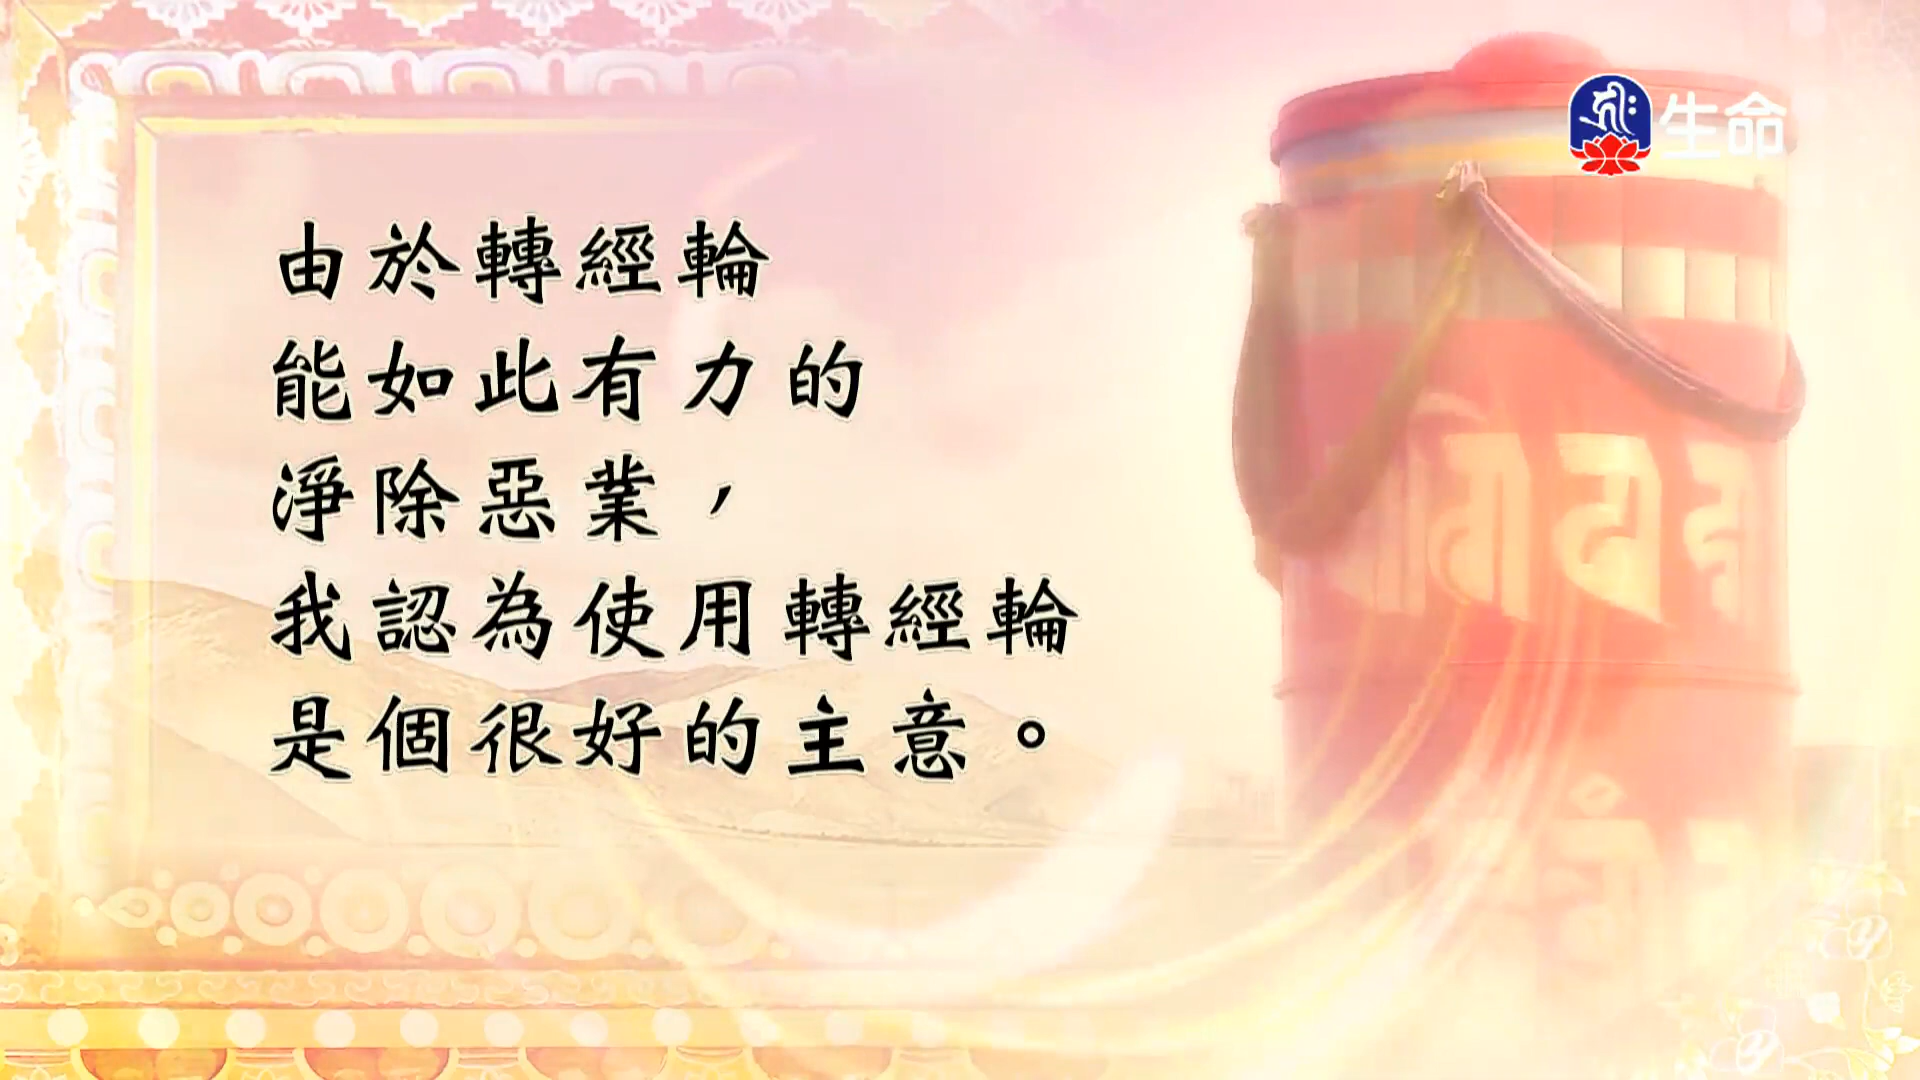 生命
由於轉經輪
能如此有力的
淨除惡業，
我認為使用轉經輪
是個很好的主意。